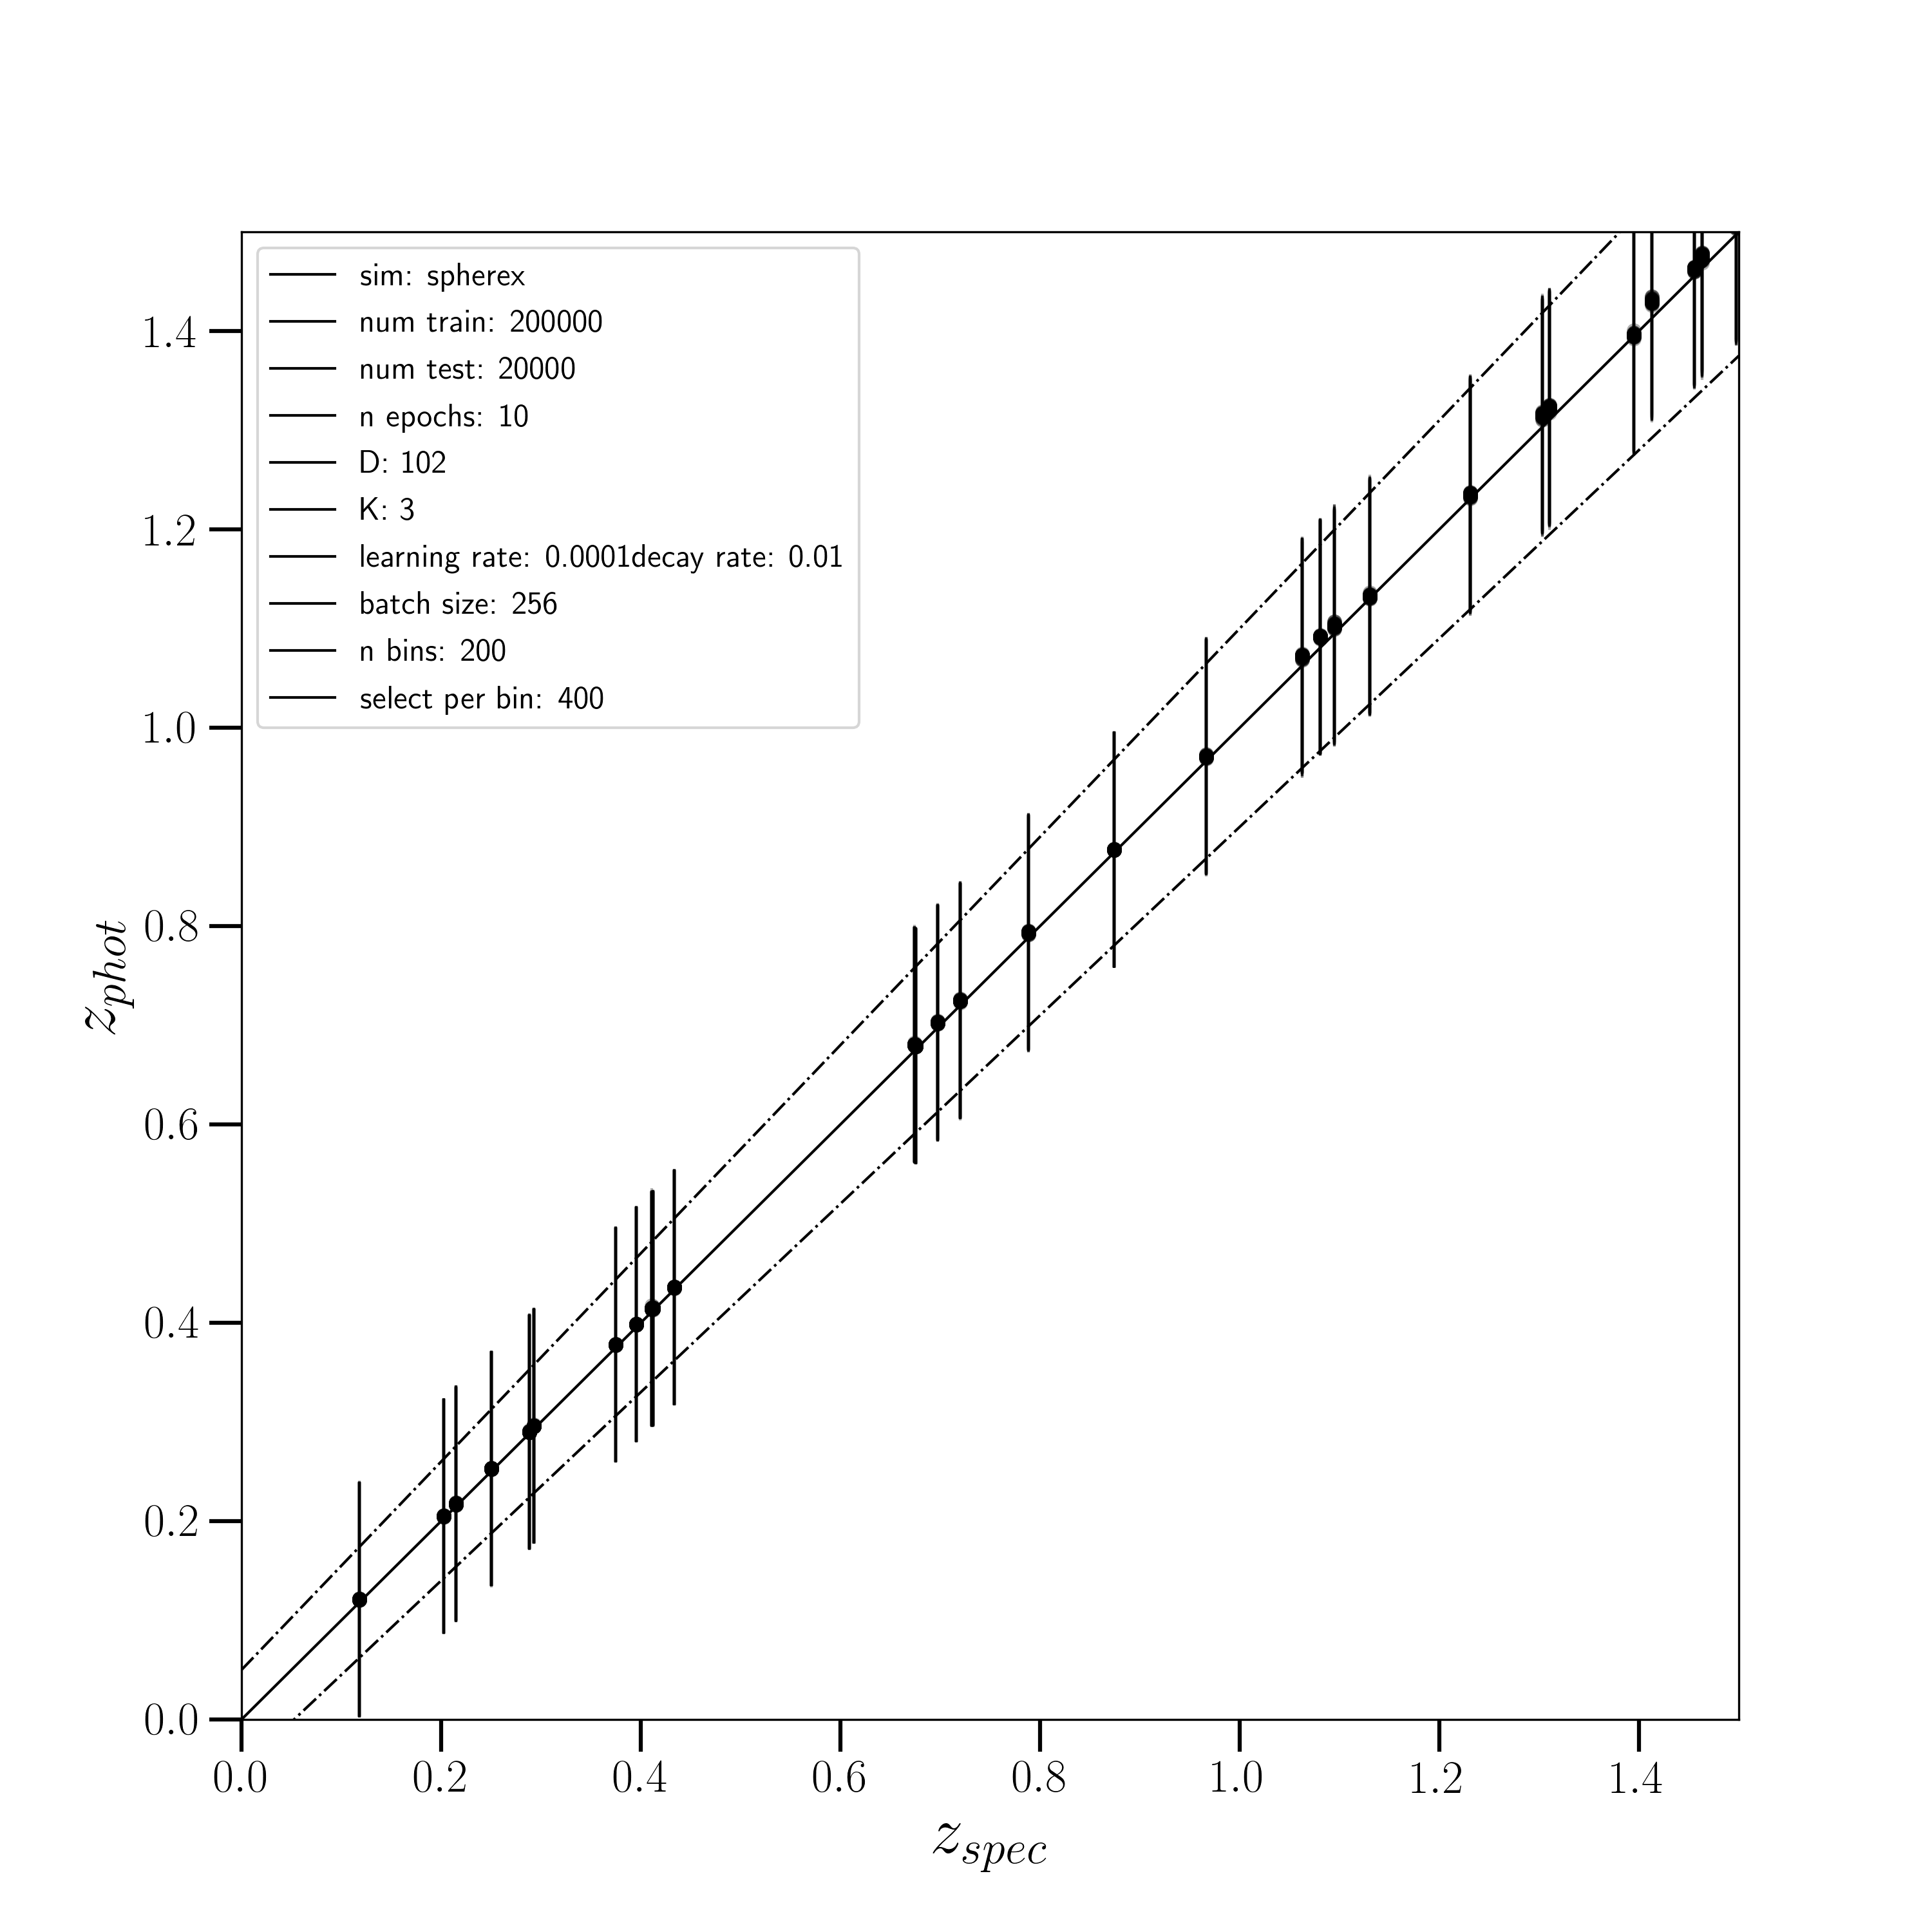 sim: spherex
num train: 200000
num test: 20000
n epochs: 10
D: 102
K: 3
learning rate: 0.0001decay rate: 0.01
batch size: 256
n bins: 200
select per bin: 400
1.4
1.2
1.0
0.8
0.6
0.4
0.2
0.0
z_phot
0.0 0.2 0.4 0.6 0.8 1.0 1.2 1.4
z_spec